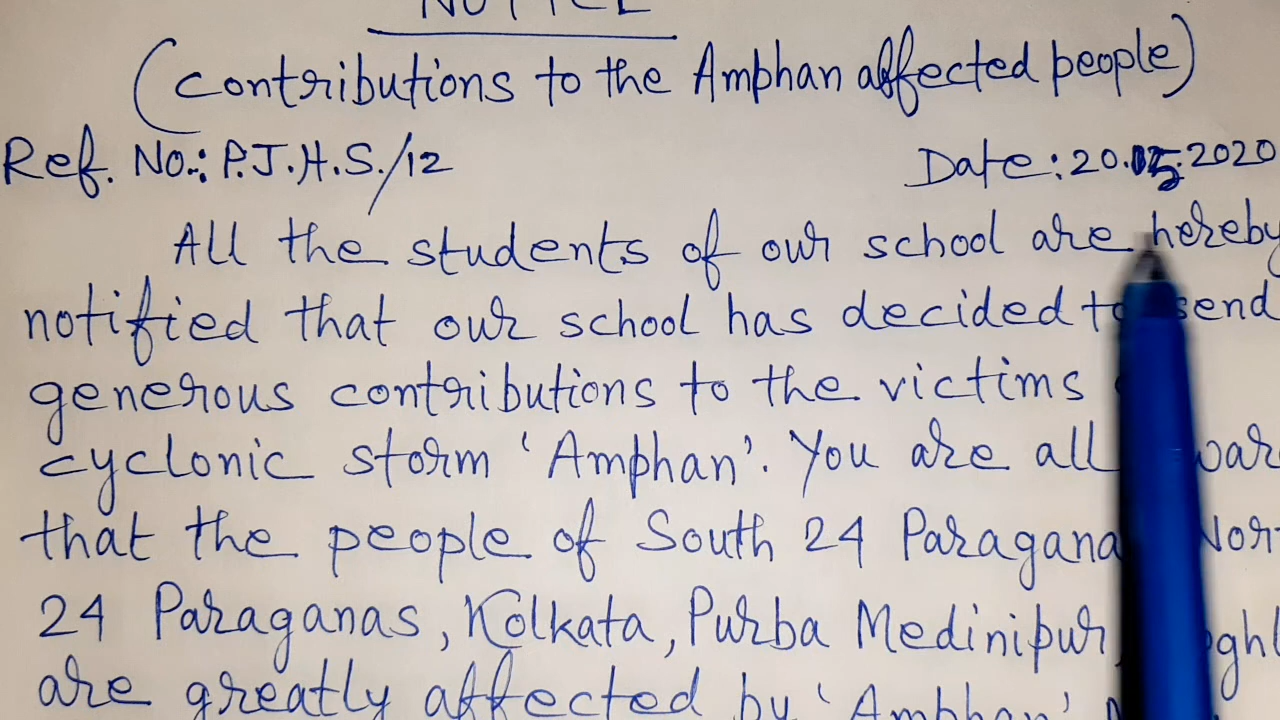 NOTICE
(Contributions to the Amphan affected people)
Ref. No.: P.J.H.S./12 Date: 20.05.2020
All the students of our school are hereby
notified that our school has decided to send
generous contributions to the victims
cyclonic storm ‘Amphan’. You are all
that the people of South 24 Paragana
24 Paraganas, Kolkata, Purba Medinipur,
are greatly affected by ‘Amphan’